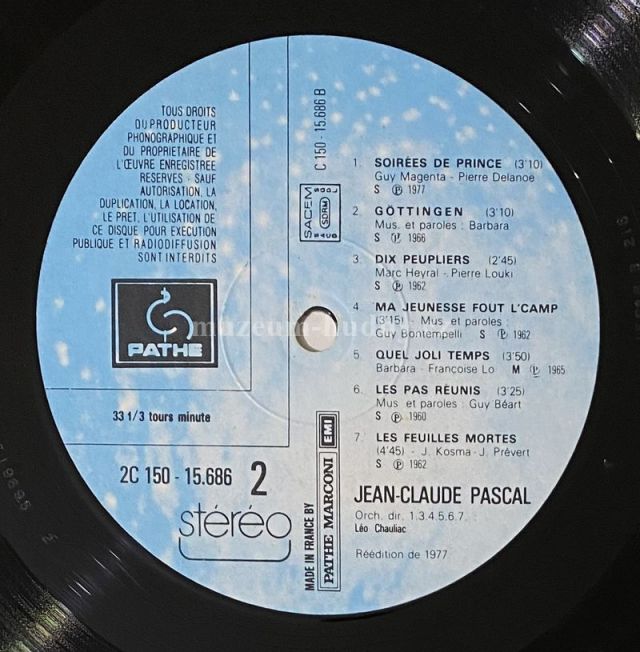 TOUS DROITS
DU PRODUCTEUR
PHONOGRAPHIQUE ET
DU PROPRIETAIRE DE
L'ŒUVRE ENREGISTREE
RESERVES - SAUF
AUTORISATION, LA
DUPLICATION, LA LOCATION,
LE PRET, L'UTILISATION DE
CE DISQUE POUR EXECUTION
PUBLIQUE ET RADIODIFFUSION
SONT INTERDITS
PATHE
33 1/3 tours minute
2C 150 - 15.686 2
stéréo
C 150 - 15.686 B
SACEM
SDRM
1. SOIRÉES DE PRINCE (3'10)
Guy Magenta - Pierre Delanoë
S Ⓟ 1977
2. GÖTTINGEN (3'10)
Mus. et paroles : Barbara
S Ⓟ 1966
3. DIX PEUPLIERS (2'45)
Marc Heyral - Pierre Louki
S Ⓟ 1962
4. MA JEUNESSE FOUT L'CAMP
(3'15) - Mus et paroles :
Guy Bontempelli S Ⓟ 1962
5. QUEL JOLI TEMPS (3'50)
Barbara - Françoise Lo M Ⓟ 1965
6. LES PAS RÉUNIS (3'25)
Mus et paroles : Guy Béart
S Ⓟ 1960
7. LES FEUILLES MORTES
(4'45) - J. Kosma - J. Prévert
S Ⓟ 1962
JEAN-CLAUDE PASCAL
Orch. dir. 1.3.4.5.6.7.
Léo Chauliac
Réédition de 1977
MADE IN FRANCE BY
PATHE MARCONI EMI